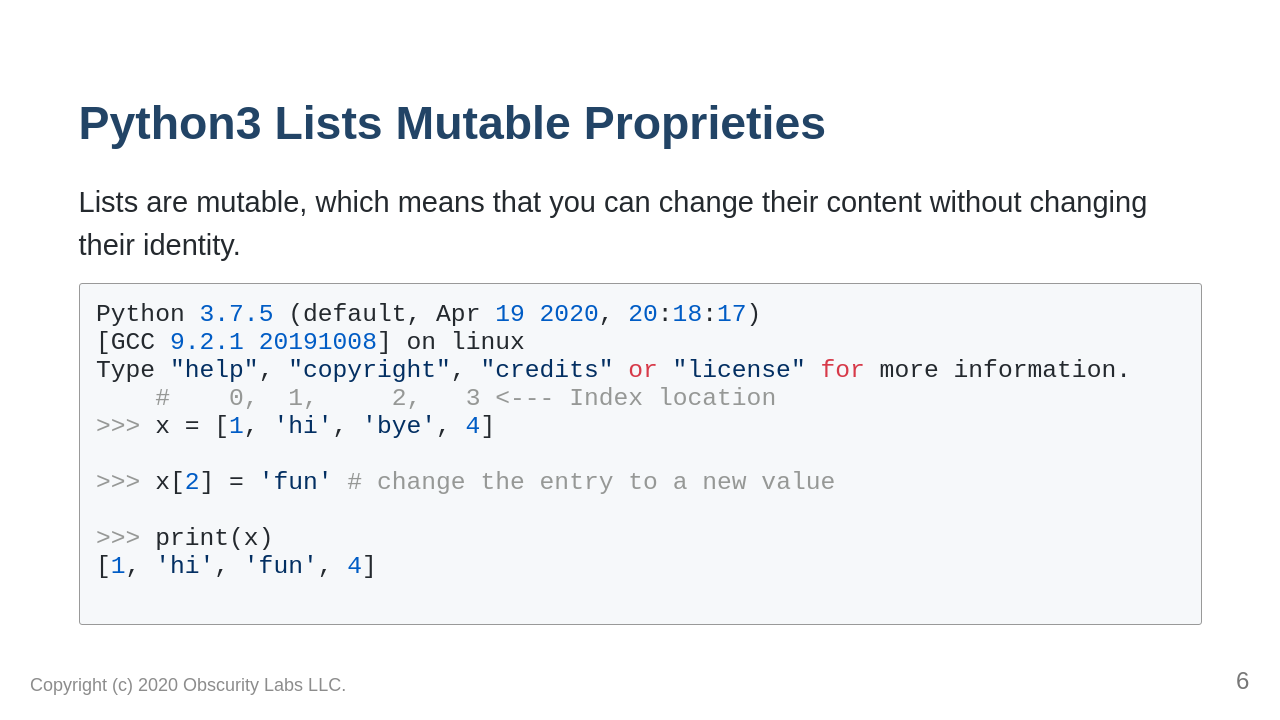 Python3 Lists Mutable Proprieties
Lists are mutable, which means that you can change their content without changing
their identity.
Python 3.7.5 (default, Apr 19 2020, 20:18:17)
[GCC 9.2.1 20191008] on linux
Type "help", "copyright", "credits" or "license" for more information.
    #    0,  1,     2,   3 <--- Index location
>>> x = [1, 'hi', 'bye', 4]
>>> x[2] = 'fun' # change the entry to a new value
>>> print(x)
[1, 'hi', 'fun', 4]
Copyright (c) 2020 Obscurity Labs LLC.
6